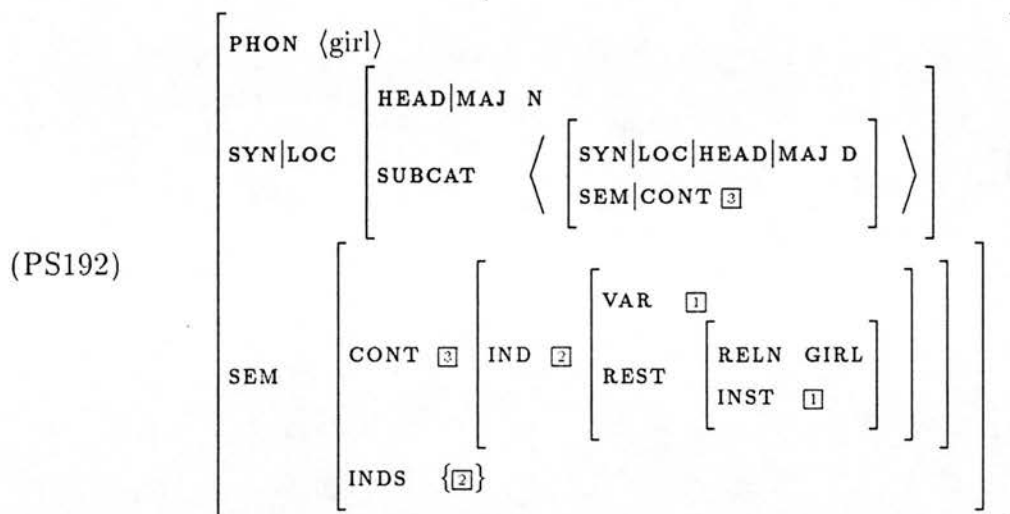 PHON ⟨girl⟩
HEAD|MAJ N
SYN|LOC
SUBCAT ⟨ SYN|LOC|HEAD|MAJ D
SEM|CONT 3 ⟩
(PS192)
VAR 1
CONT 3 IND 2 RELN GIRL
SEM REST
INST 1
INDS {2}